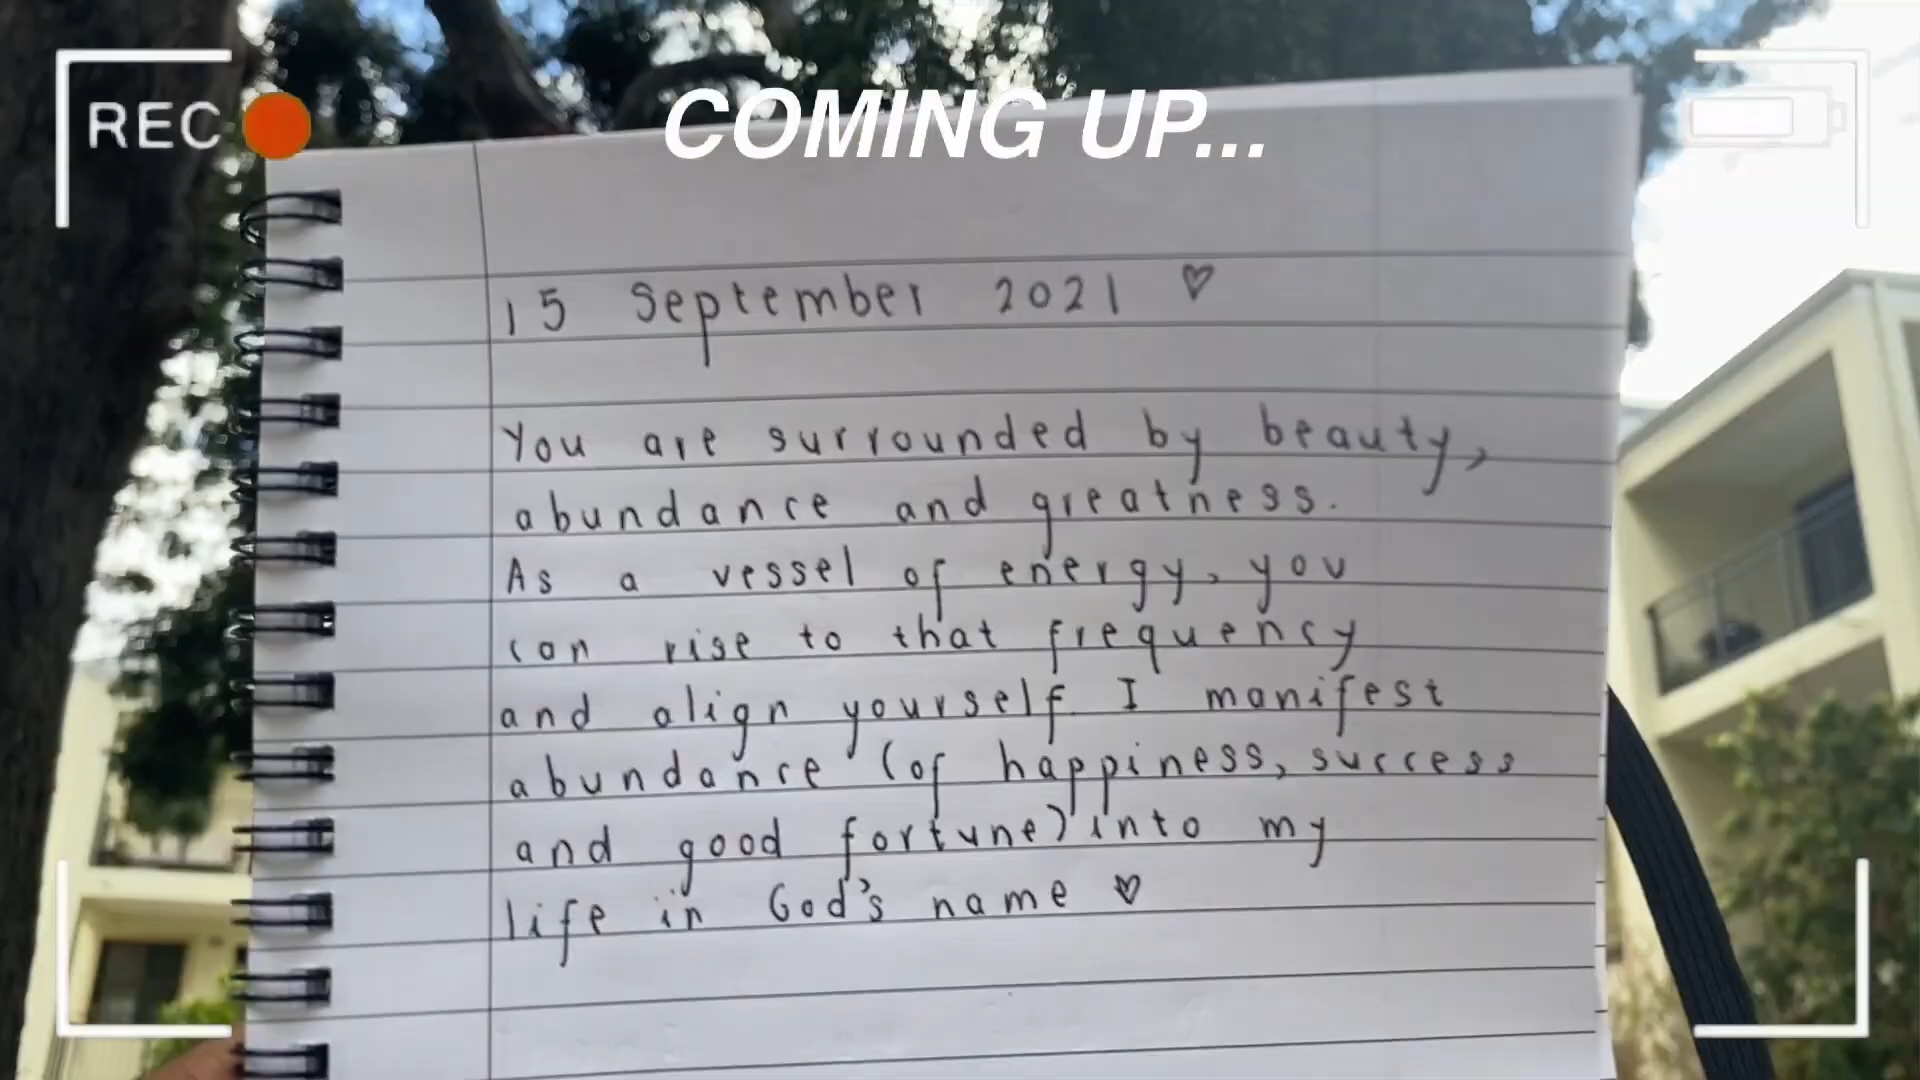 REC
COMING UP...
15 September 2021 ♡
You are surrounded by beauty,
abundance and greatness.
As a vessel of energy, you
can rise to that frequency
and align yourself. I manifest
abundance (of happiness, success
and good fortune) into my
life in God's name ♡